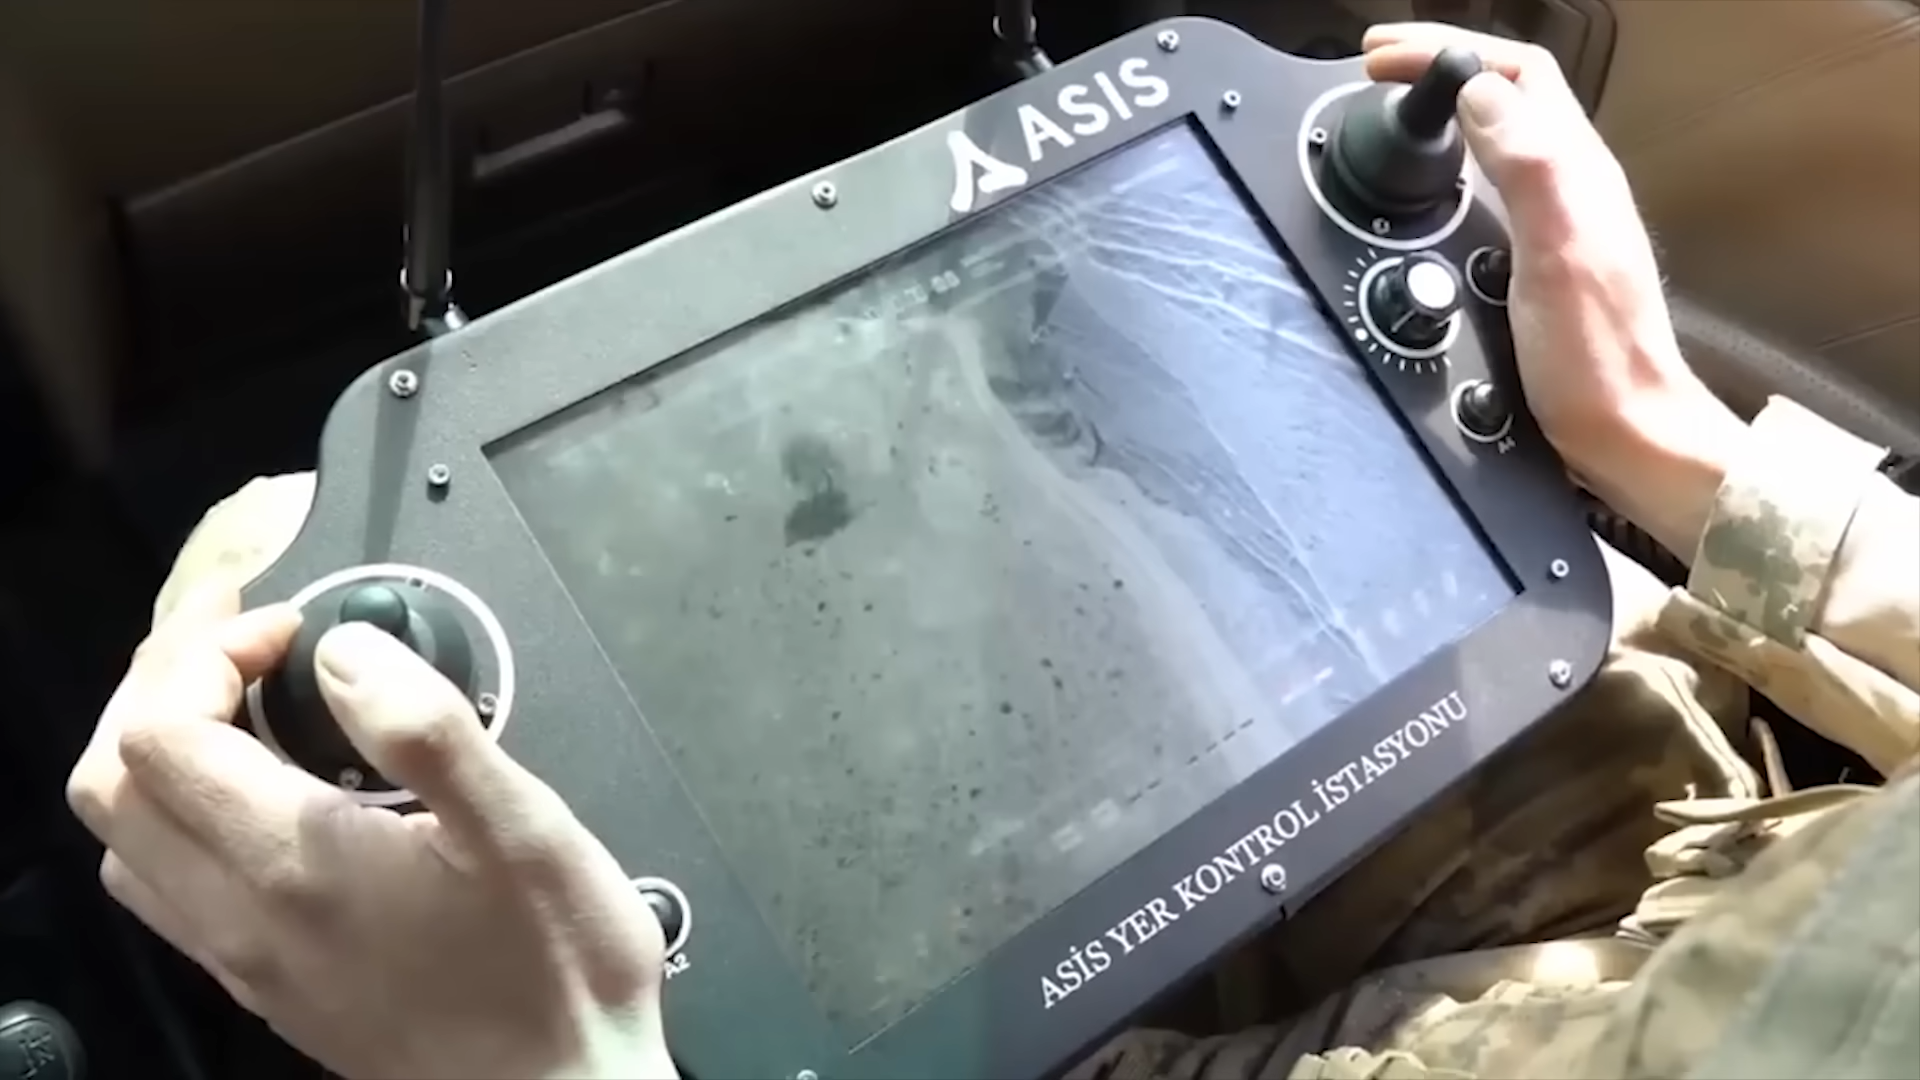 ASIS
ASİS YER KONTROL İSTASYONU
A4
A2